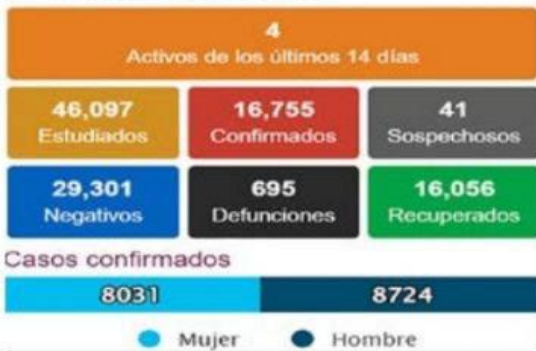 4
Activos de los últimos 14 días
46,097
Estudiados
16,755
Confirmados
41
Sospechosos
29,301
Negativos
695
Defunciones
16,056
Recuperados
Casos confirmados
8031
8724
Mujer
Hombre